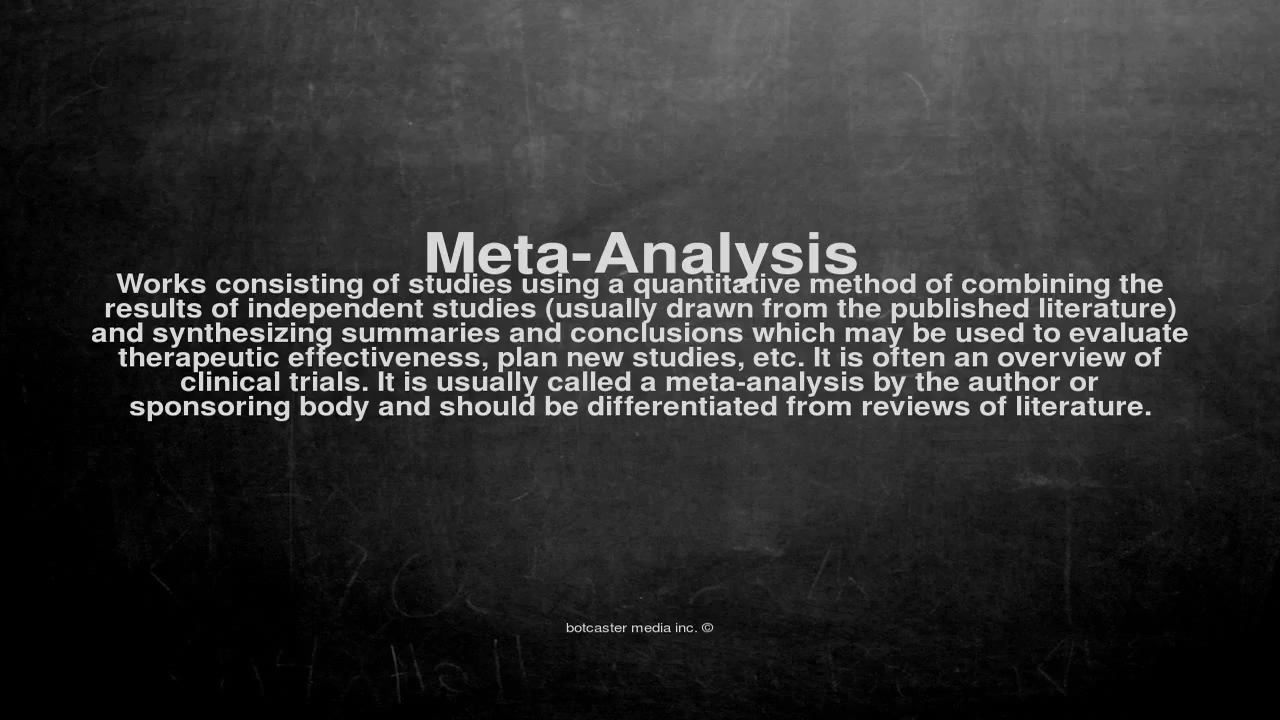 Meta-Analysis
Works consisting of studies using a quantitative method of combining the
results of independent studies (usually drawn from the published literature)
and synthesizing summaries and conclusions which may be used to evaluate
therapeutic effectiveness, plan new studies, etc. It is often an overview of
clinical trials. It is usually called a meta-analysis by the author or
sponsoring body and should be differentiated from reviews of literature.
botcaster media inc. ©